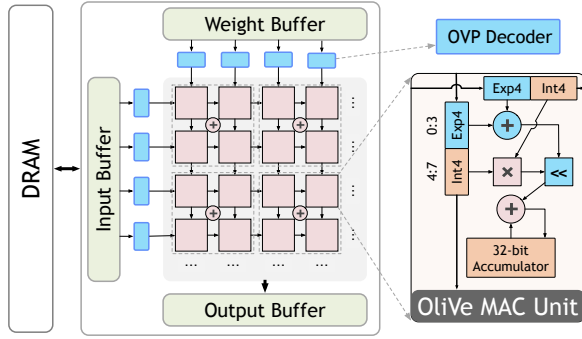 Weight Buffer
OVP Decoder
DRAM
Input Buffer
Exp4 Int4
0:3 Exp4
+
+
+
4:7 Int4
×
<<
+
+
+
32-bit
Accumulator
...
...
...
...
... ... ...
Output Buffer
OliVe MAC Unit